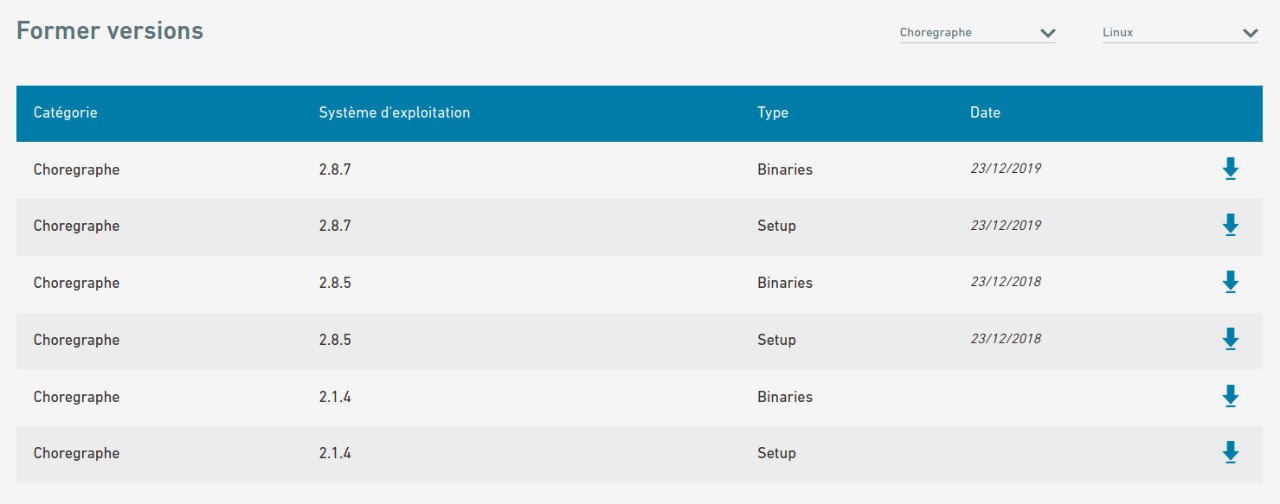 Former versions
Choregraphe Linux
Catégorie Système d'exploitation Type Date
Choregraphe 2.8.7 Binaries 23/12/2019
Choregraphe 2.8.7 Setup 23/12/2019
Choregraphe 2.8.5 Binaries 23/12/2018
Choregraphe 2.8.5 Setup 23/12/2018
Choregraphe 2.1.4 Binaries
Choregraphe 2.1.4 Setup